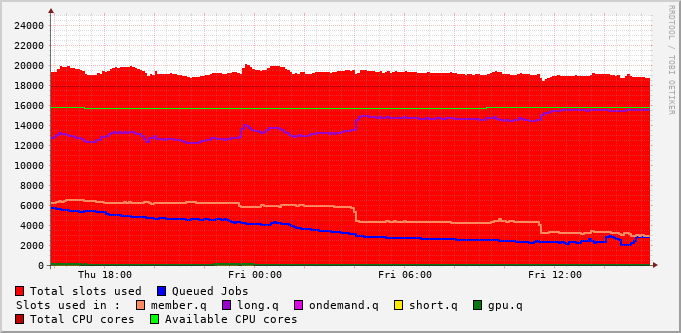 24000
22000
20000
18000
16000
14000
12000
10000
8000
6000
4000
2000
0
Thu 18:00 Fri 00:00 Fri 06:00 Fri 12:00
Total slots used Queued Jobs
Slots used in : member.q long.q ondemand.q short.q gpu.q
Total CPU cores Available CPU cores
RRDTOOL / TOBI OETIKER